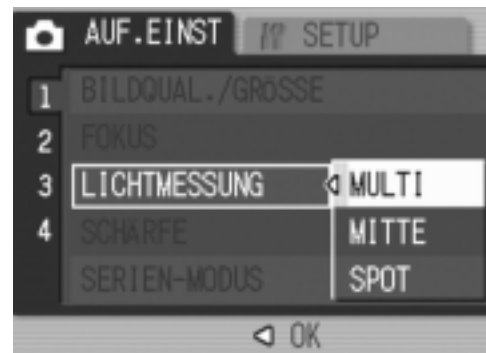 AUF.EINST SETUP
1 BILDQUAL./GRÖSSE
2 FOKUS
3 LICHTMESSUNG MULTI
4 SCHÄRFE MITTE
SERIEN-MODUS SPOT
OK